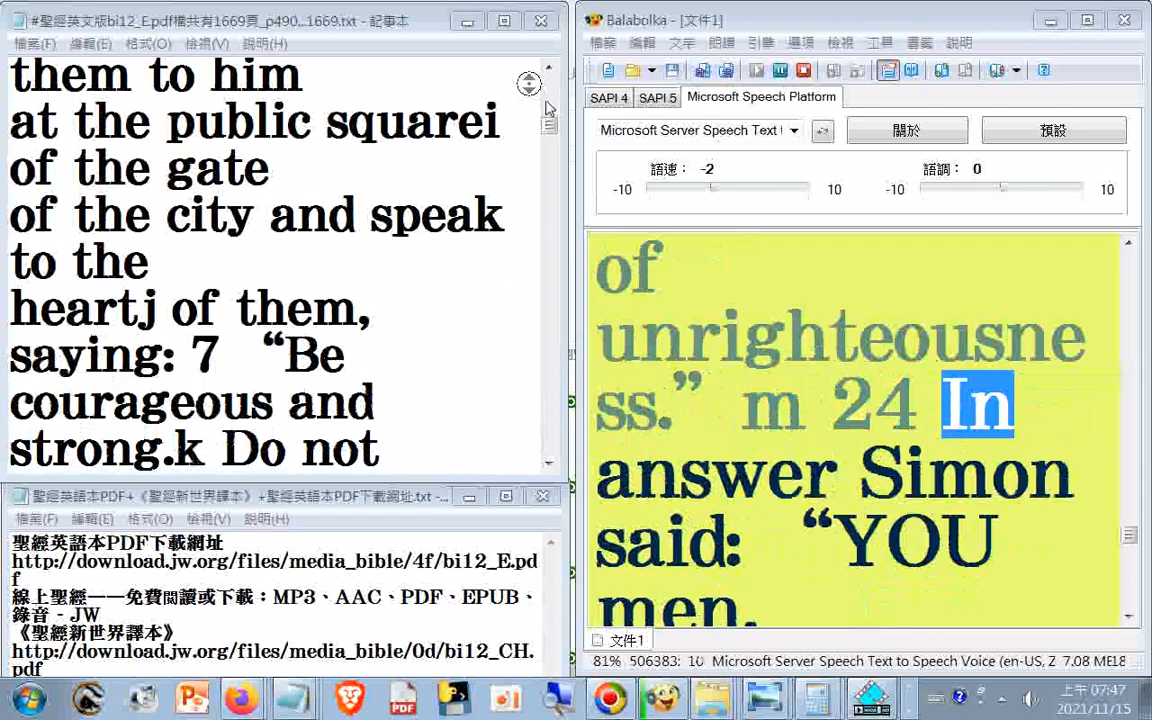 #聖經英文版bi12_E.pdf檔共有1669頁_p490,..1669.txt - 記事本
檔案(F) 編輯(E) 格式(O) 檢視(V) 說明(H)
them to him
at the public squarei
of the gate
of the city and speak
to the
heartj of them,
saying: 7 “Be
courageous and
strong.k Do not
聖經英語本PDF+《聖經新世界譯本》+聖經英語本PDF下載網址.txt - ...
檔案(F) 編輯(E) 格式(O) 檢視(V) 說明(H)
聖經英語本PDF下載網址
http://download.jw.org/files/media_bible/4f/bi12_E.pd
f
線上聖經——免費閱讀或下載：MP3、AAC、PDF、EPUB、
錄音 - JW
《聖經新世界譯本》
http://download.jw.org/files/media_bible/0d/bi12_CH.
pdf
Balabolka - [文件1]
檔案 編輯 文字 朗讀 引擎 選項 檢視 工具 書籤 說明
SAPI 4 SAPI 5 Microsoft Speech Platform
Microsoft Server Speech Text 關於 預設
語速： -2 語調： 0
-10 10 -10 10
of
unrighteousne
ss.” m 24 In
answer Simon
said: “YOU
men,
文件1
81% 506383: 10 Microsoft Server Speech Text to Speech Voice (en-US, Z 7.08 ME18
上午 07:47
2021/11/15